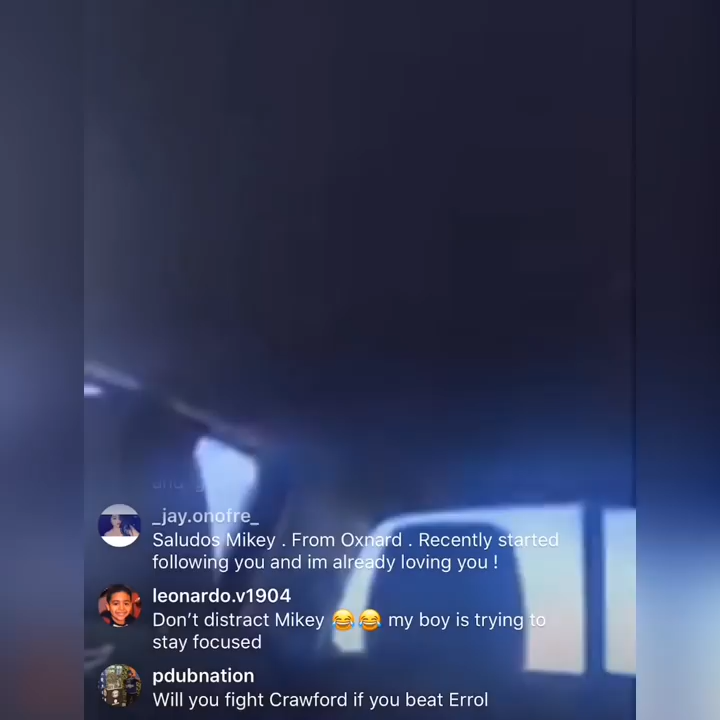 _jay.onofre_
Saludos Mikey . From Oxnard . Recently started
following you and im already loving you !
leonardo.v1904
Don’t distract Mikey 😂😂 my boy is trying to
stay focused
pdubnation
Will you fight Crawford if you beat Errol